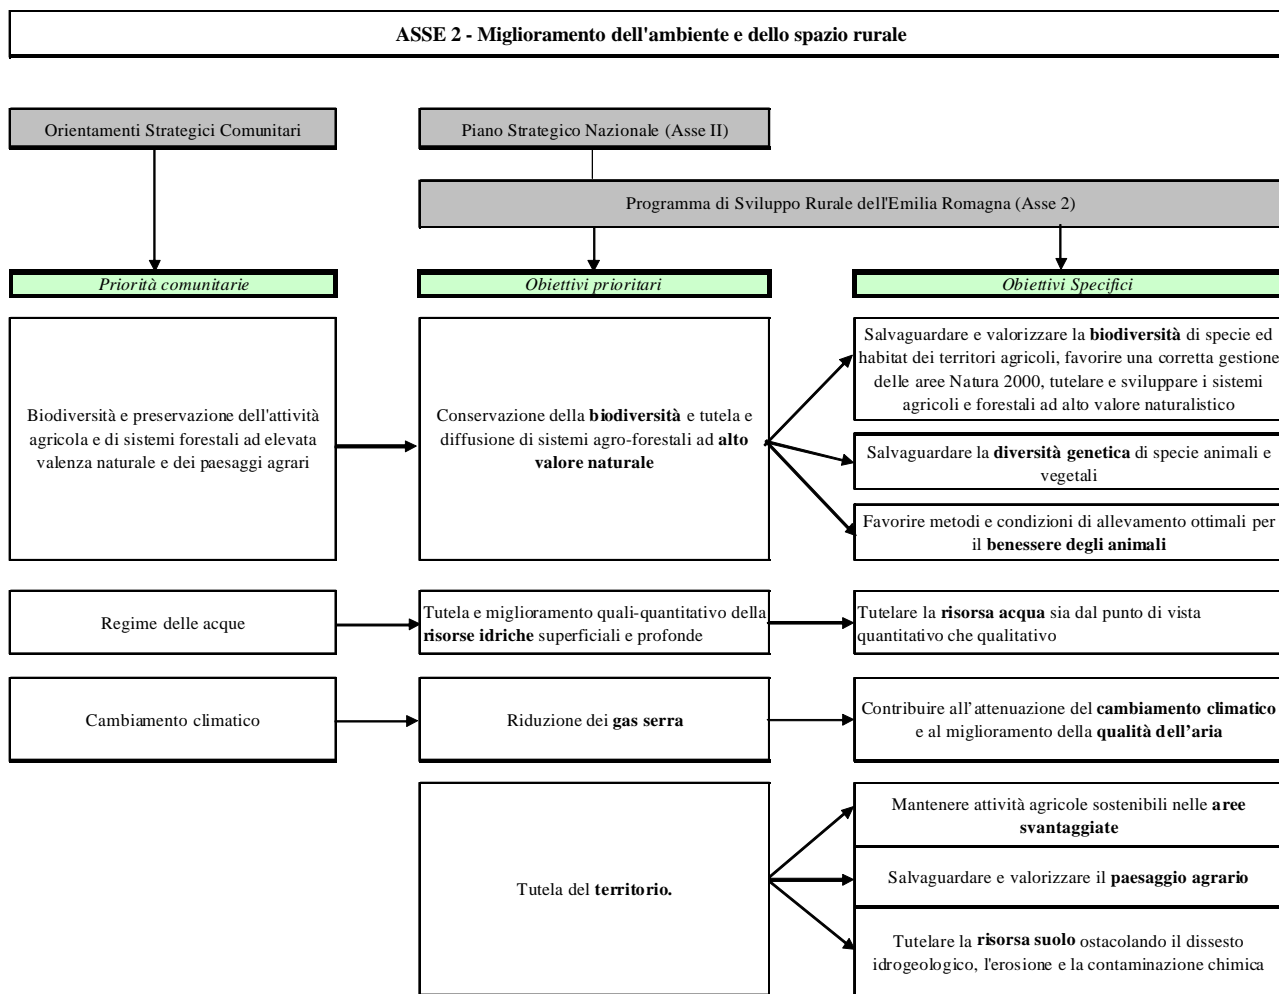 ASSE 2 - Miglioramento dell'ambiente e dello spazio rurale
Orientamenti Strategici Comunitari
Piano Strategico Nazionale (Asse II)
Programma di Sviluppo Rurale dell'Emilia Romagna (Asse 2)
Priorità comunitarie
Obiettivi prioritari
Obiettivi Specifici
Biodiversità e preservazione dell'attività
agricola e di sistemi forestali ad elevata
valenza naturale e dei paesaggi agrari
Conservazione della biodiversità e tutela e
diffusione di sistemi agro-forestali ad alto
valore naturale
Salvaguardare e valorizzare la biodiversità di specie ed
habitat dei territori agricoli, favorire una corretta gestione
delle aree Natura 2000, tutelare e sviluppare i sistemi
agricoli e forestali ad alto valore naturalistico
Salvaguardare la diversità genetica di specie animali e
vegetali
Favorire metodi e condizioni di allevamento ottimali per
il benessere degli animali
Regime delle acque
Tutela e miglioramento quali-quantitativo della
risorse idriche superficiali e profonde
Tutelare la risorsa acqua sia dal punto di vista
quantitativo che qualitativo
Cambiamento climatico
Riduzione dei gas serra
Contribuire all'attenuazione del cambiamento climatico
e al miglioramento della qualità dell'aria
Tutela del territorio.
Mantenere attività agricole sostenibili nelle aree
svantaggiate
Salvaguardare e valorizzare il paesaggio agrario
Tutelare la risorsa suolo ostacolando il dissesto
idrogeologico, l'erosione e la contaminazione chimica